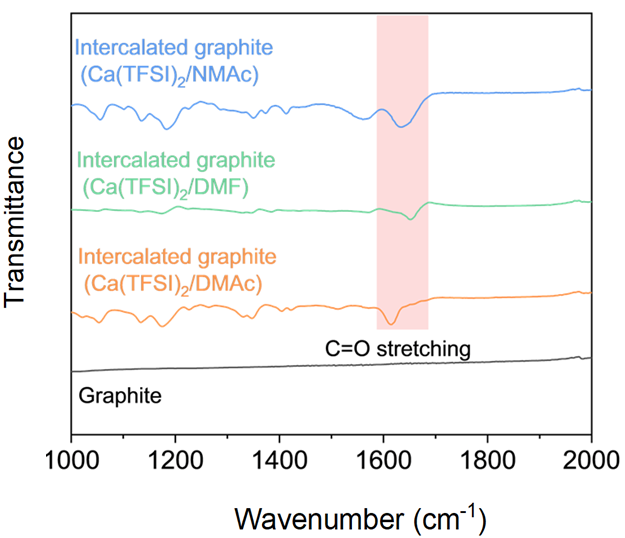 Intercalated graphite
(Ca(TFSI)₂/NMAc)
Intercalated graphite
(Ca(TFSI)₂/DMF)
Intercalated graphite
(Ca(TFSI)₂/DMAc)
C=O stretching
Graphite
Transmittance
1000 1200 1400 1600 1800 2000
Wavenumber (cm⁻¹)